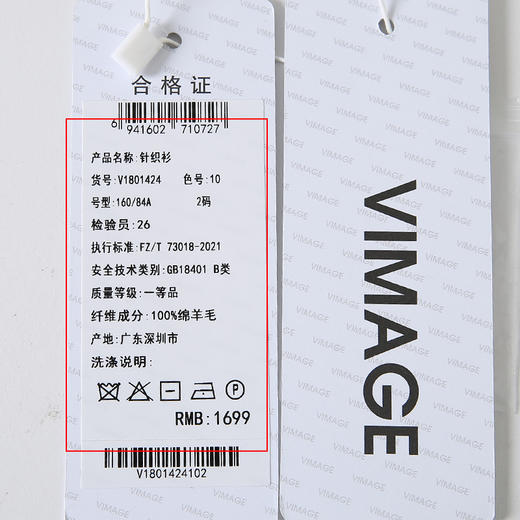 合格证
6 941602 710727
产品名称:针织衫
货号:V1801424 色号:10
号型:160/84A 2码
检验员:26
执行标准:FZ/T 73018-2021
安全技术类别:GB18401 B类
质量等级:一等品
纤维成分:100%绵羊毛
产地:广东深圳市
洗涤说明:
P
RMB:1699
V1801424102
VIMAGE